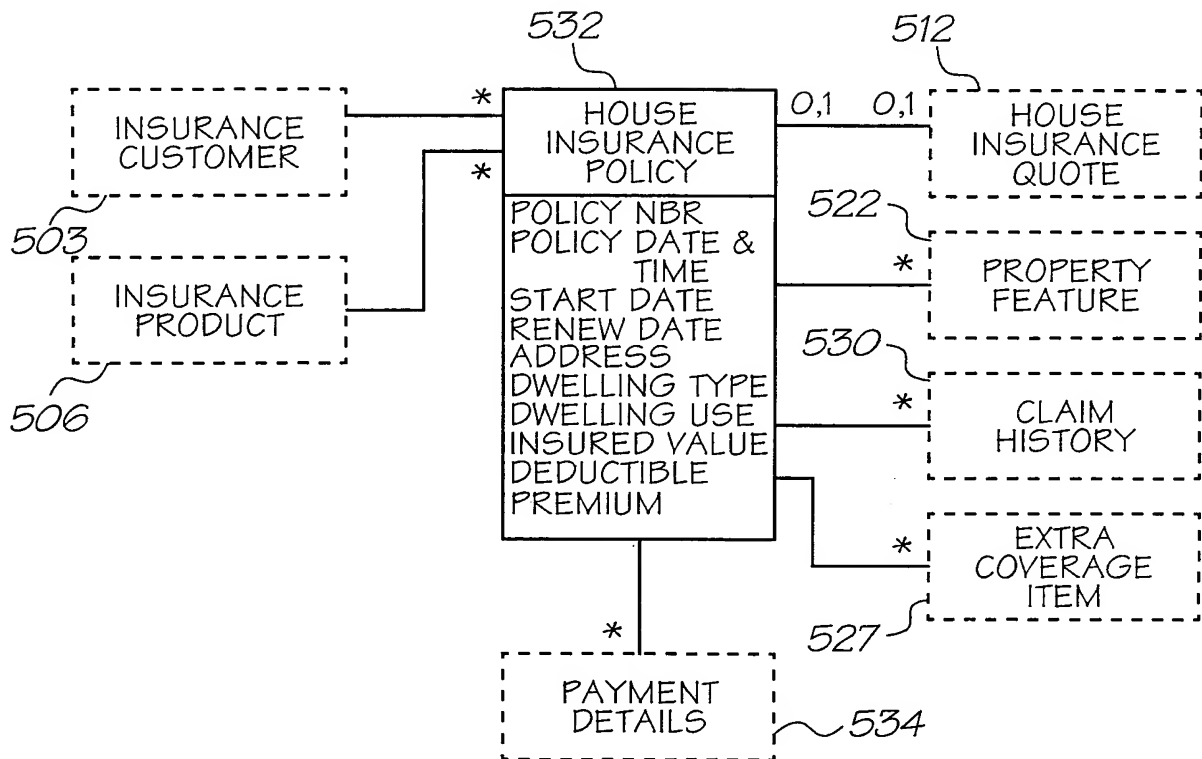 532
512
INSURANCE
CUSTOMER
503
*
*
HOUSE
INSURANCE
POLICY
0,1 0,1
HOUSE
INSURANCE
QUOTE
INSURANCE
PRODUCT
506
POLICY NBR
POLICY DATE &
TIME
START DATE
RENEW DATE
ADDRESS
DWELLING TYPE
DWELLING USE
INSURED VALUE
DEDUCTIBLE
PREMIUM
522
*
PROPERTY
FEATURE
530
*
CLAIM
HISTORY
*
EXTRA
COVERAGE
ITEM
527
*
PAYMENT
DETAILS
534